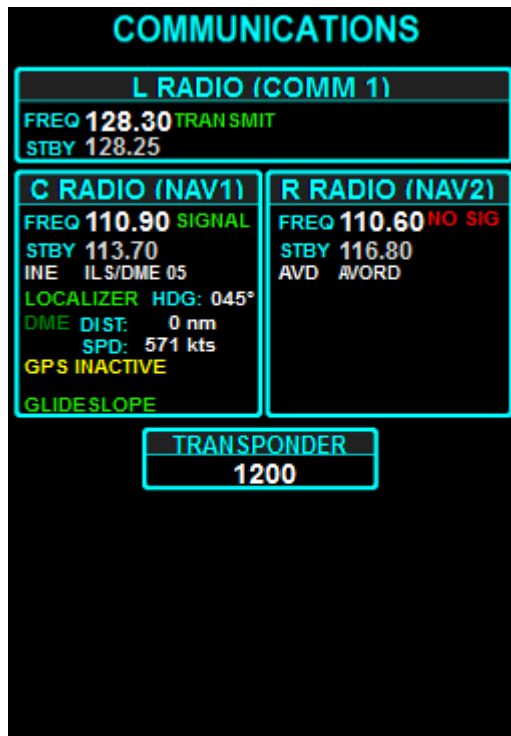 COMMUNICATIONS
L RADIO (COMM 1)
FREQ 128.30 TRANSMIT
STBY 128.25
C RADIO (NAV1)
FREQ 110.90 SIGNAL
STBY 113.70
INE ILS/DME 05
LOCALIZER HDG: 045°
DME DIST: 0 nm
SPD: 571 kts
GPS INACTIVE
GLIDESLOPE
R RADIO (NAV2)
FREQ 110.60 NO SIG
STBY 116.80
AVD AVORD
TRANSPONDER
1200